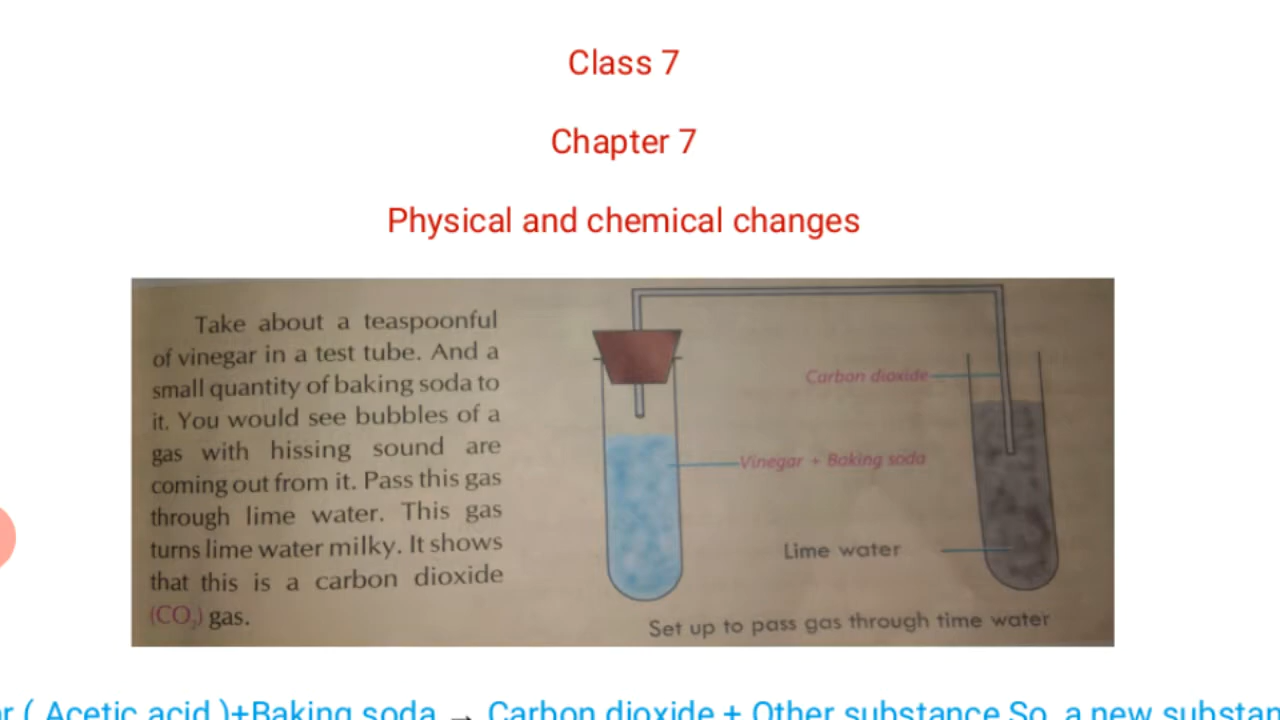 Class 7
Chapter 7
Physical and chemical changes
Take about a teaspoonful
of vinegar in a test tube. And a
small quantity of baking soda to
it. You would see bubbles of a
gas with hissing sound are
coming out from it. Pass this gas
through lime water. This gas
turns lime water milky. It shows
that this is a carbon dioxide
(CO₂) gas.
Carbon dioxide
Vinegar + Baking soda
Lime water
Set up to pass gas through time water
( Acetic acid )+Baking soda → Carbon dioxide + Other substance So, a new